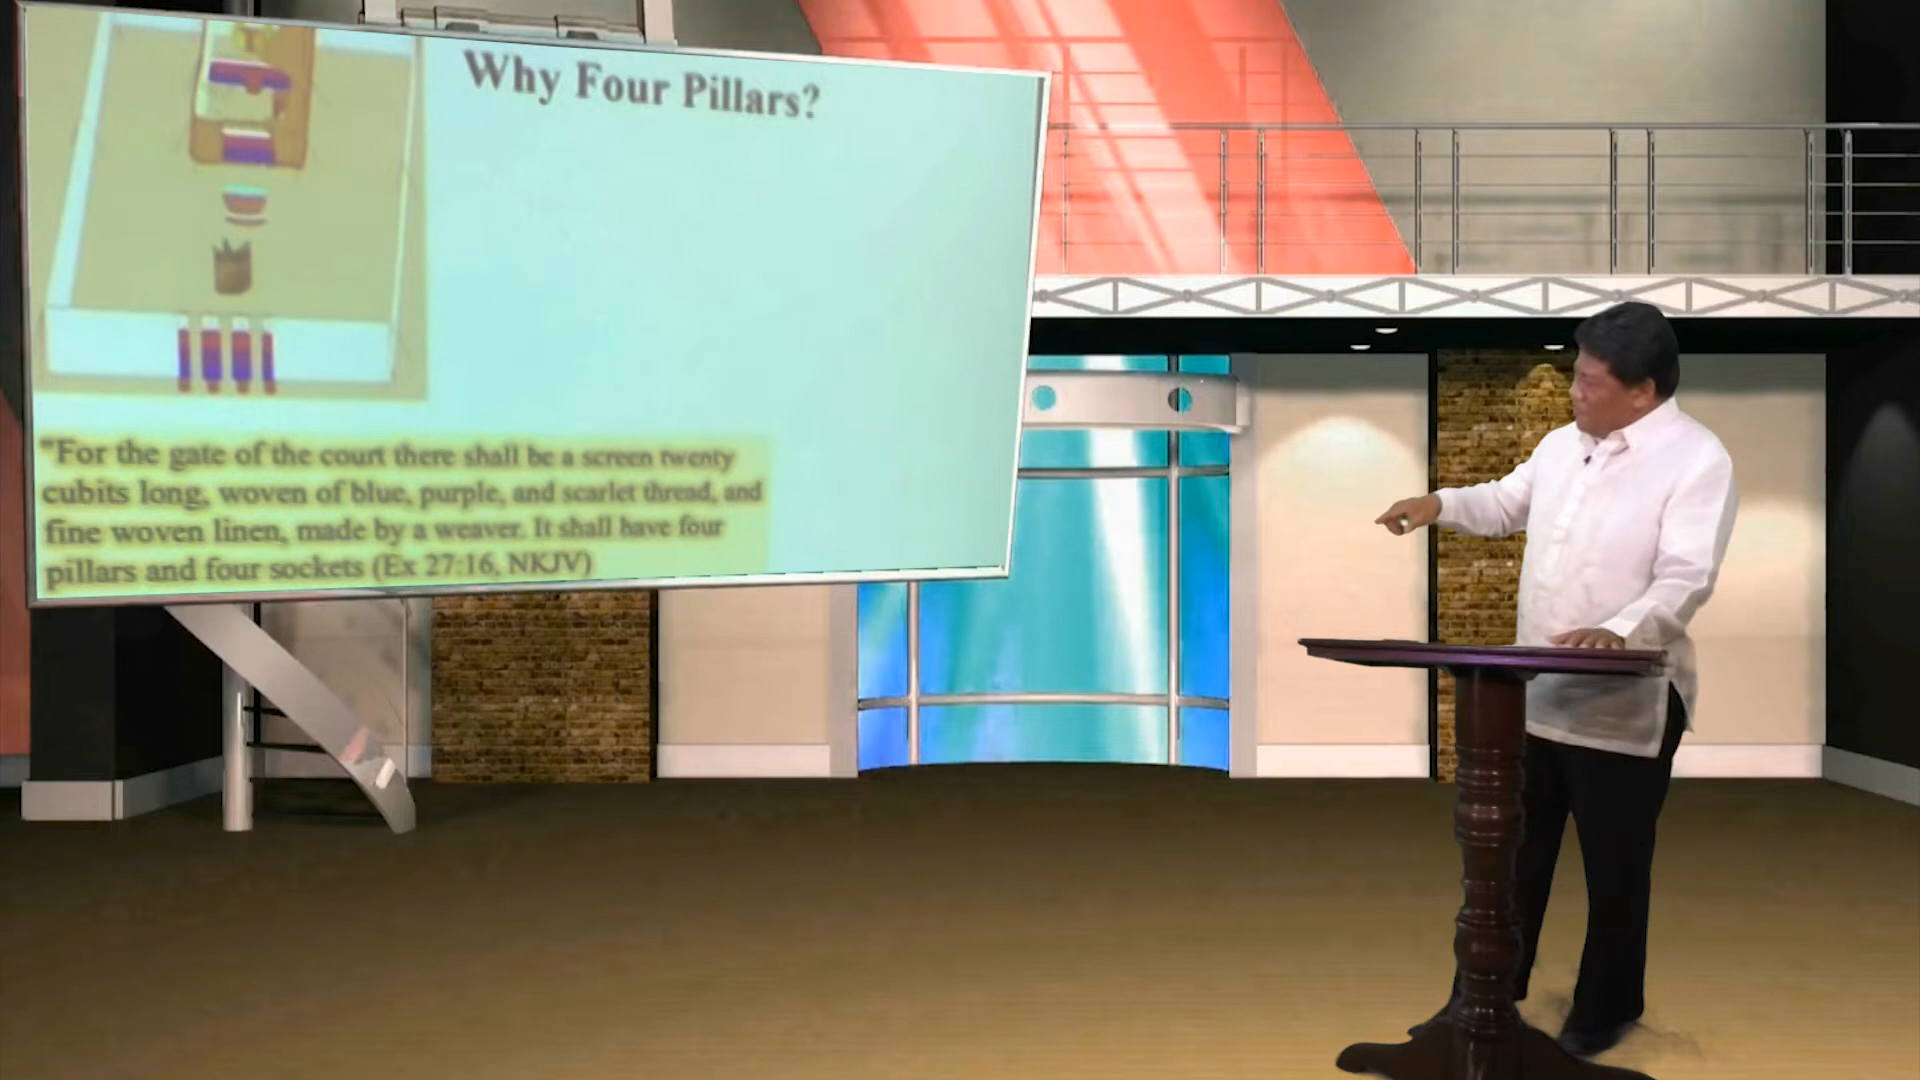 Why Four Pillars?
"For the gate of the court there shall be a screen twenty
cubits long, woven of blue, purple, and scarlet thread, and
fine woven linen, made by a weaver. It shall have four
pillars and four sockets (Ex 27:16, NKJV)